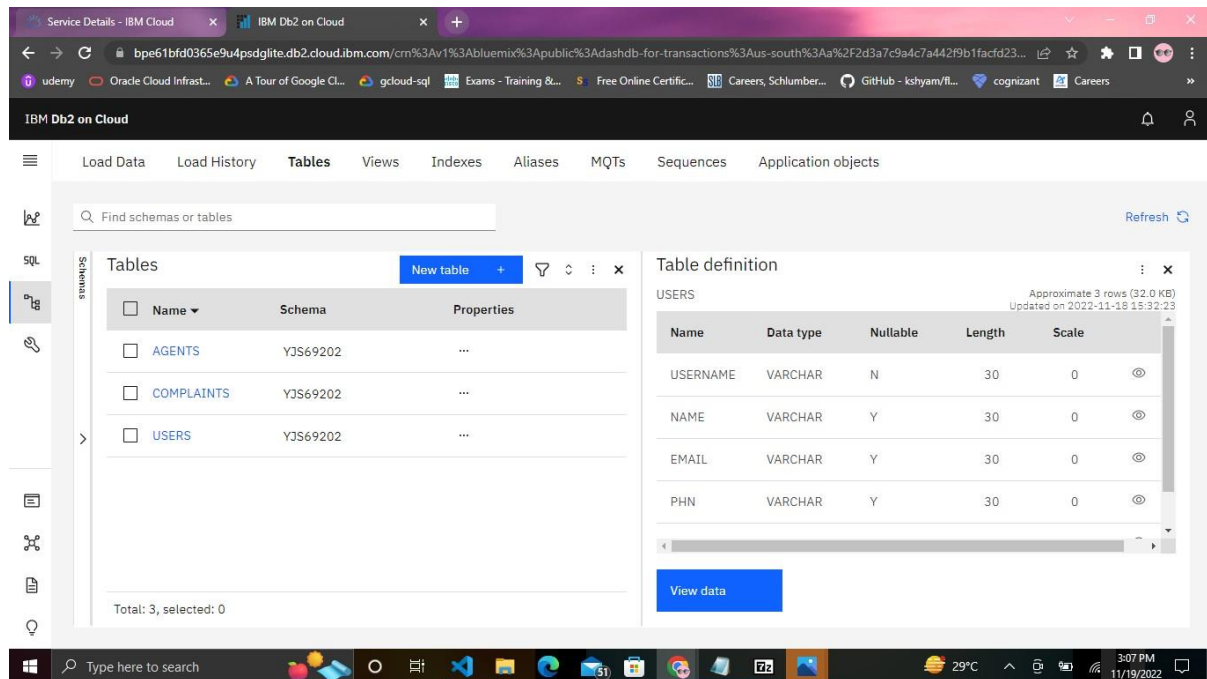 Service Details - IBM Cloud
IBM Db2 on Cloud
bpe61bfd0365e9u4psdglite.db2.cloud.ibm.com/crn%3Av1%3Abluemix%3Apublic%3Adashdb-for-transactions%3Aus-south%3Aa%2F2d3a7c9a4c7a442f9b1facfd23...
udemy Oracle Cloud Infrast... A Tour of Google Cl... gcloud-sql Exams - Training &... Free Online Certific... Careers, Schlumber... GitHub - kshyam/fl... cognizant Careers »
IBM Db2 on Cloud
Load Data Load History Tables Views Indexes Aliases MQTs Sequences Application objects
Find schemas or tables
Refresh
SQL
Schemas
Tables
New table +
Name Schema Properties
AGENTS YJS69202 ...
COMPLAINTS YJS69202 ...
USERS YJS69202 ...
Total: 3, selected: 0
Table definition
USERS
Approximate 3 rows (32.0 KB)
Updated on 2022-11-18 15:32:23
Name Data type Nullable Length Scale
USERNAME VARCHAR N 30 0
NAME VARCHAR Y 30 0
EMAIL VARCHAR Y 30 0
PHN VARCHAR Y 30 0
View data
Type here to search
51
29°C
3:07 PM
11/19/2022